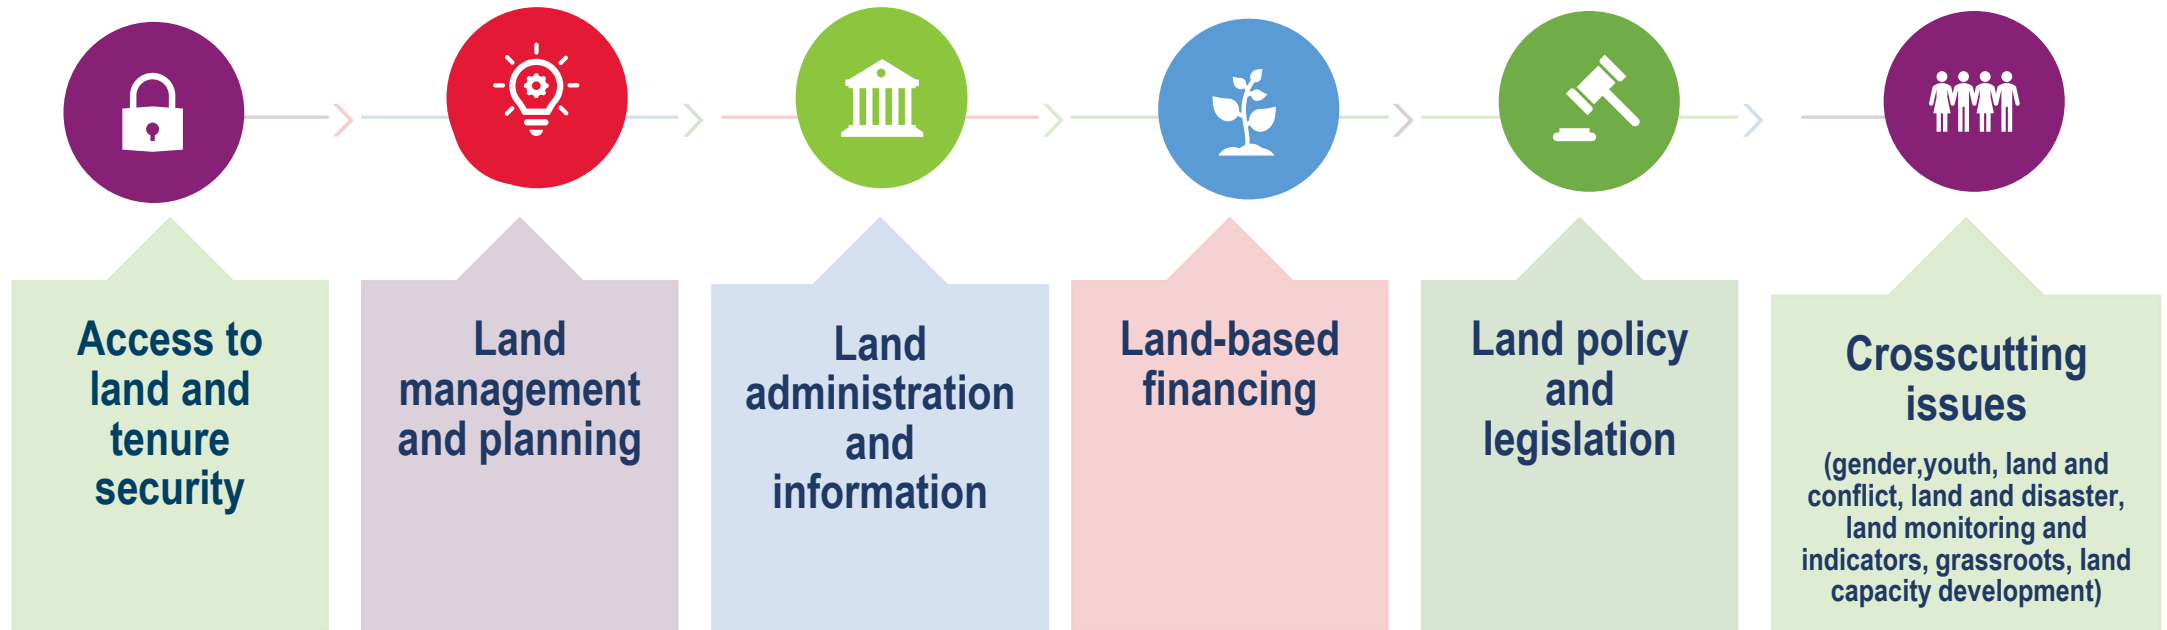 Access to
land and
tenure
security
Land
management
and planning
Land
administration
and
information
Land-based
financing
Land policy
and
legislation
Crosscutting
issues
(gender,youth, land and
conflict, land and disaster,
land monitoring and
indicators, grassroots, land
capacity development)